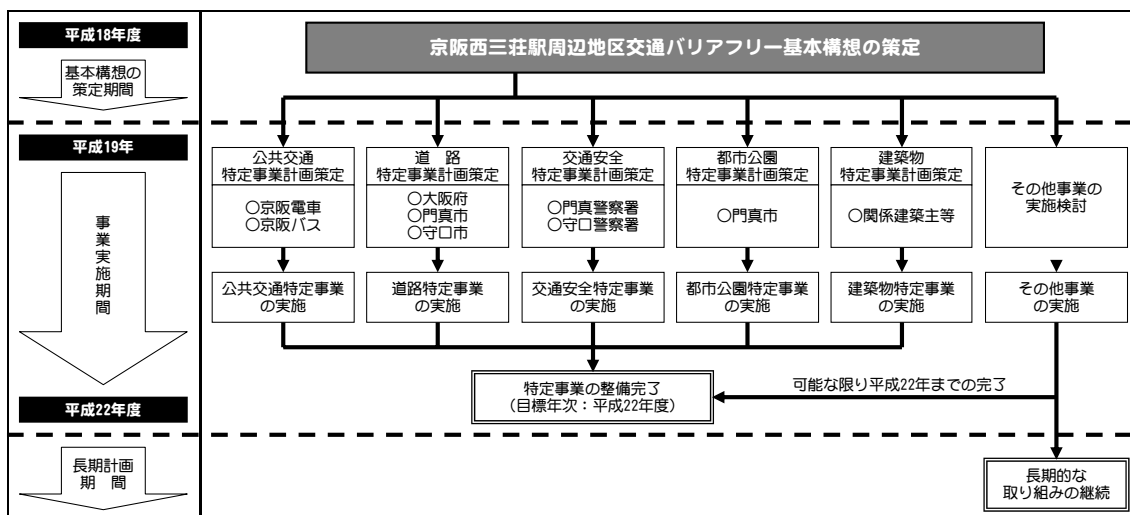 平成18年度
基本構想の
策定期間
京阪西三荘駅周辺地区交通バリアフリー基本構想の策定
平成19年
事業実施期間
公共交通
特定事業計画策定
○京阪電車
○京阪バス
道　路
特定事業計画策定
○大阪府
○門真市
○守口市
交通安全
特定事業計画策定
○門真警察署
○守口警察署
都市公園
特定事業計画策定
○門真市
建築物
特定事業計画策定
○関係建築主等
その他事業の
実施検討
公共交通特定事業
の実施
道路特定事業
の実施
交通安全特定事業
の実施
都市公園特定事業
の実施
建築物特定事業
の実施
その他事業
の実施
特定事業の整備完了
（目標年次：平成22年度）
可能な限り平成22年までの完了
平成22年度
長期計画
期　間
長期的な
取り組みの継続